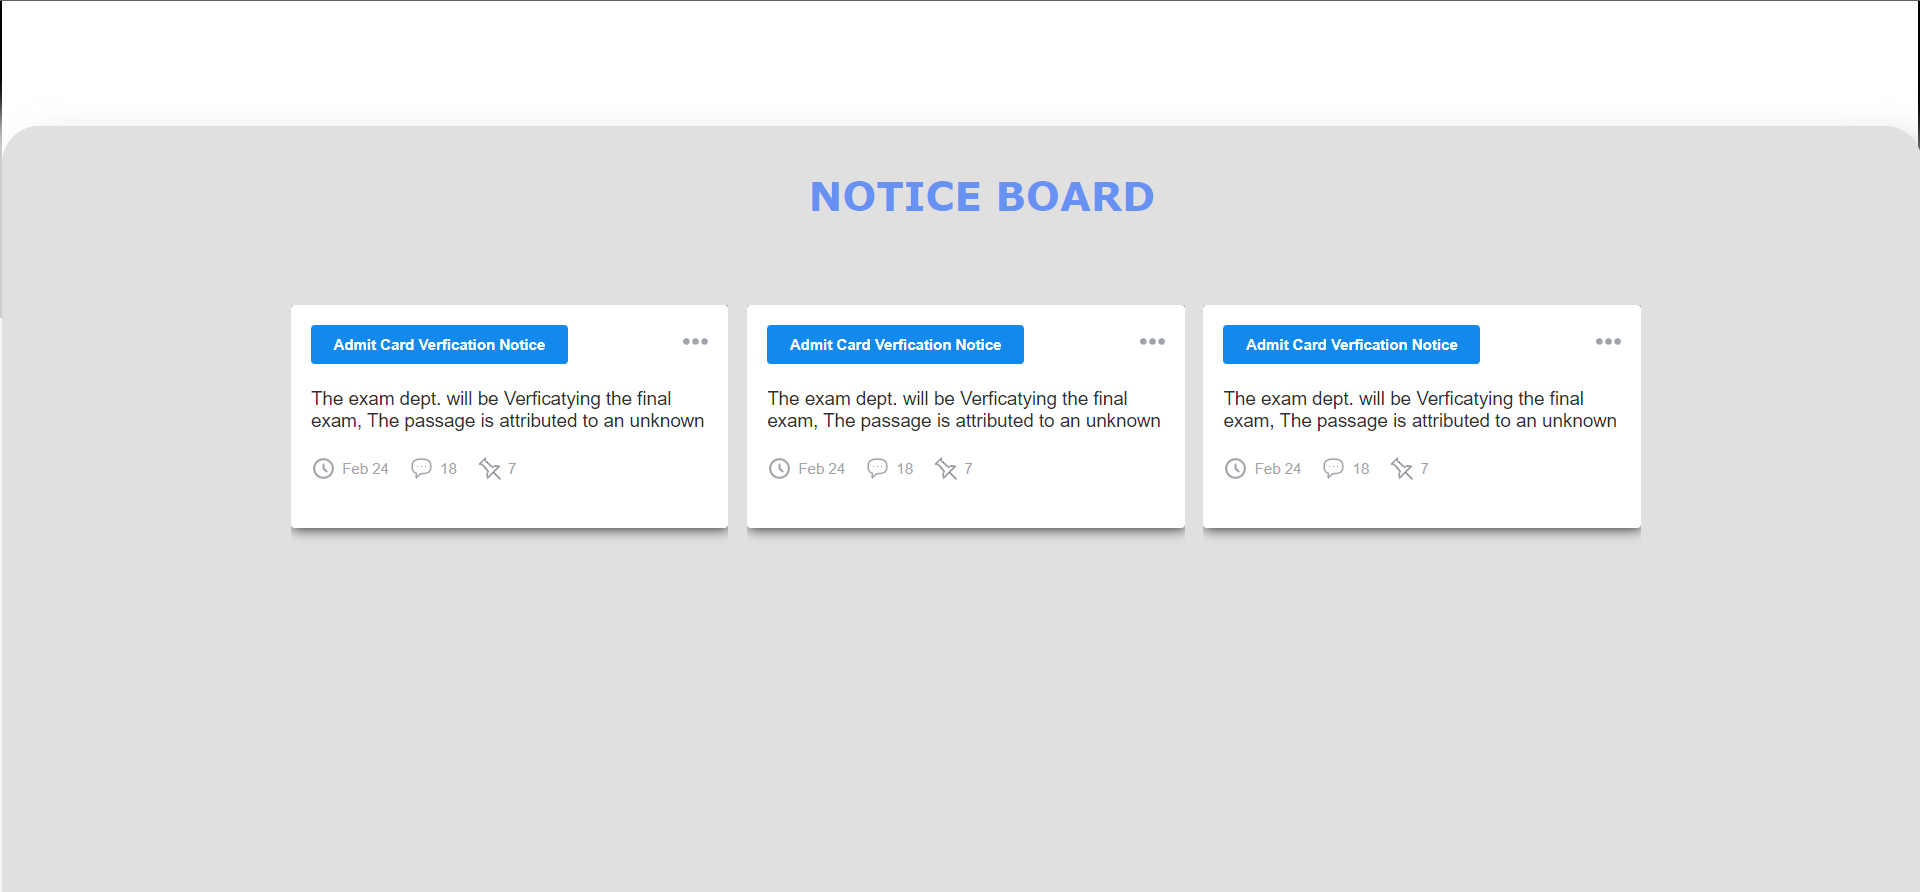 NOTICE BOARD
Admit Card Verfication Notice
The exam dept. will be Verficatying the final
exam, The passage is attributed to an unknown
Feb 24 18 7
Admit Card Verfication Notice
The exam dept. will be Verficatying the final
exam, The passage is attributed to an unknown
Feb 24 18 7
Admit Card Verfication Notice
The exam dept. will be Verficatying the final
exam, The passage is attributed to an unknown
Feb 24 18 7